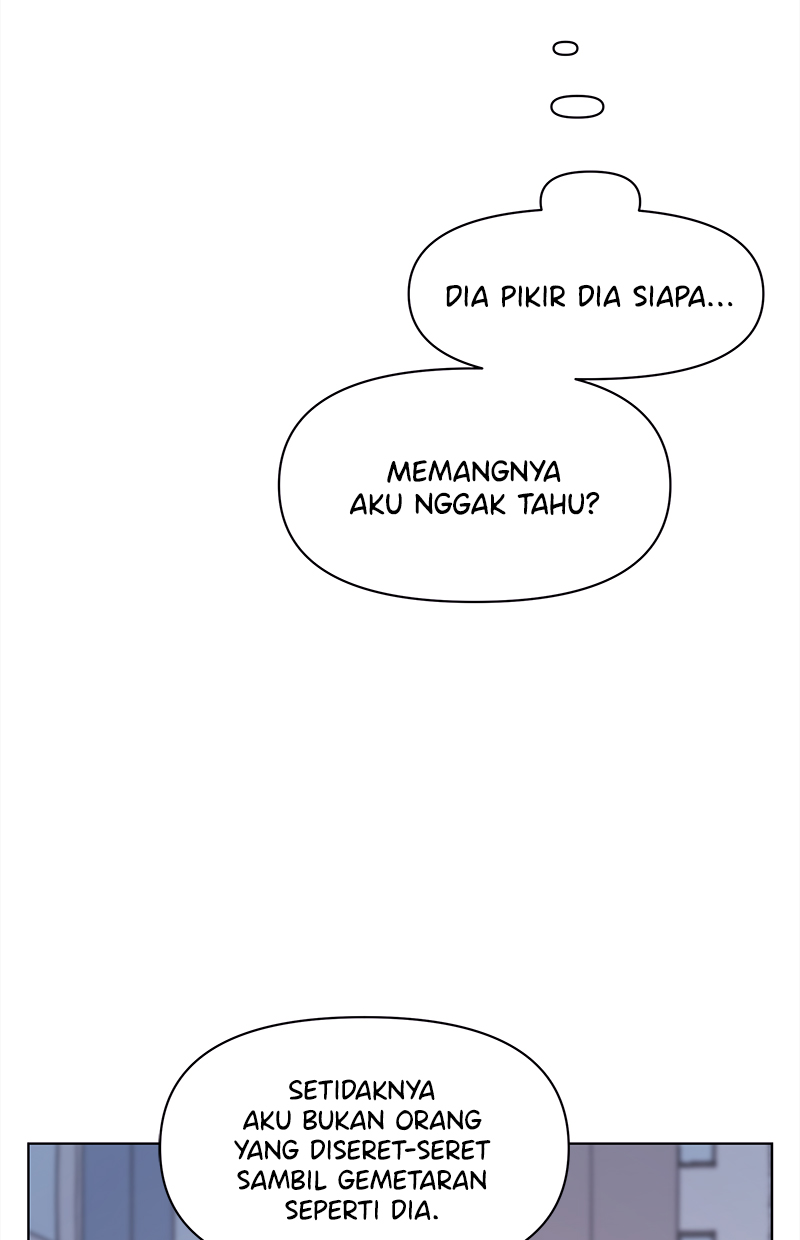 DIA PIKIR DIA SIAPA...
MEMANGNYA
AKU NGGAK TAHU?
SETIDAKNYA
AKU BUKAN ORANG
YANG DISERET-SERET
SAMBIL GEMETARAN
SEPERTI DIA.